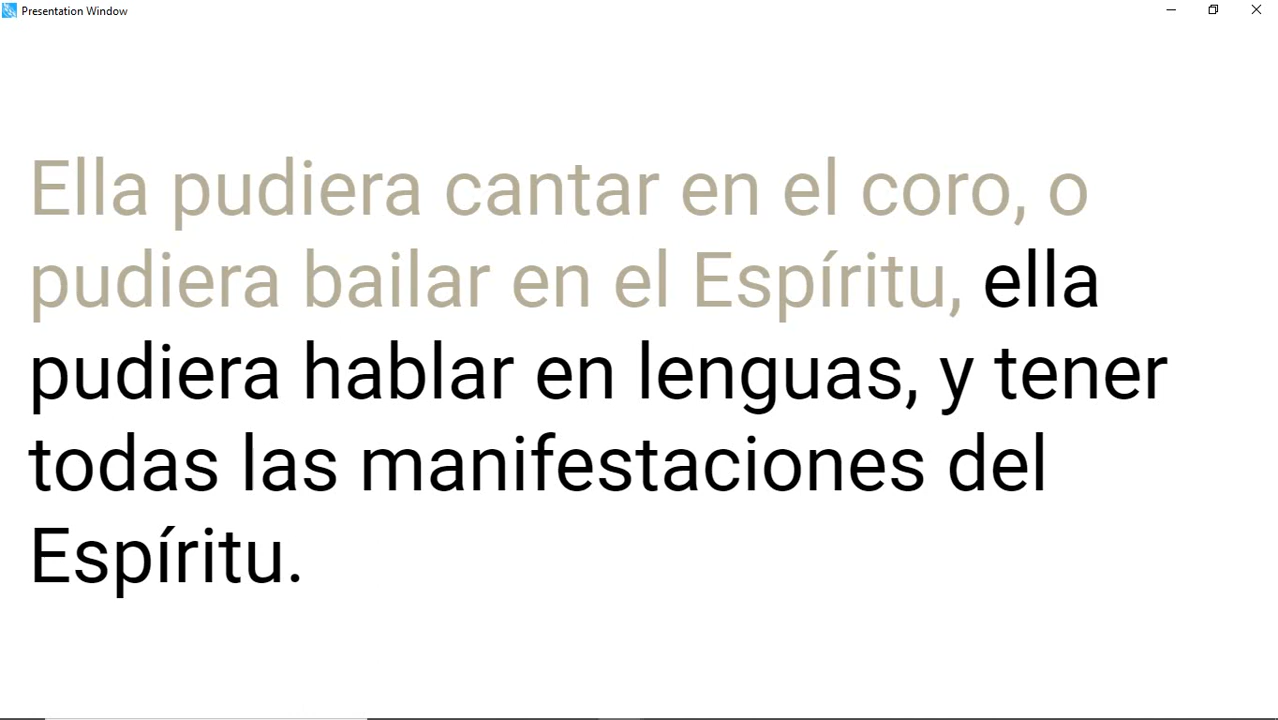 Presentation Window
Ella pudiera cantar en el coro, o
pudiera bailar en el Espíritu, ella
pudiera hablar en lenguas, y tener
todas las manifestaciones del
Espíritu.